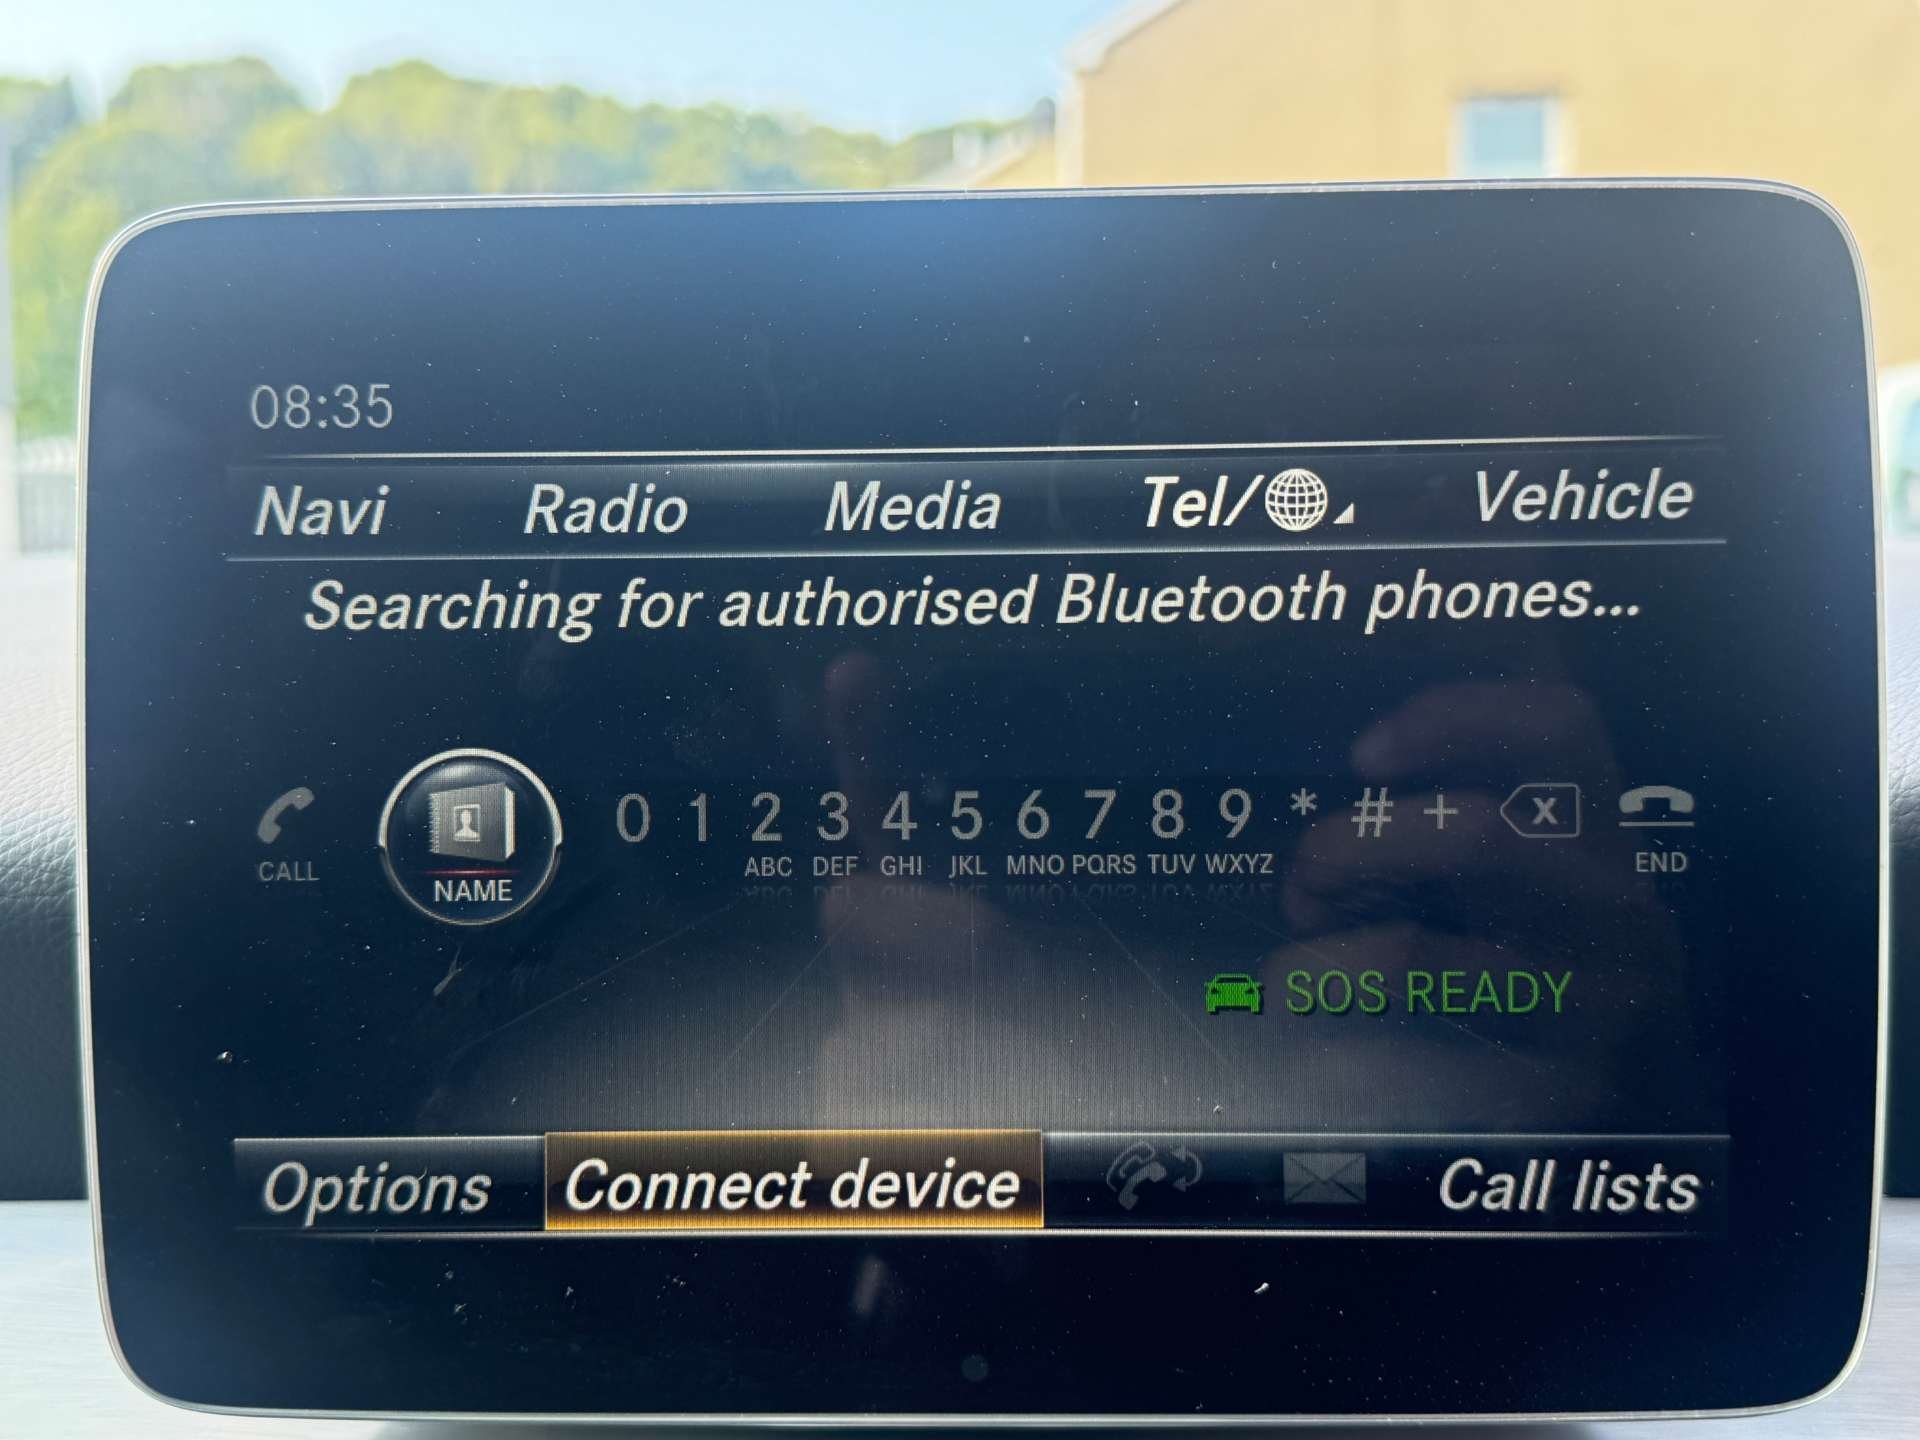 08:35
Navi Radio Media Tel/ Vehicle
Searching for authorised Bluetooth phones...
0 1 2 3 4 5 6 7 8 9 * # + x
CALL NAME ABC DEF GHI JKL MNO PQRS TUV WXYZ END
SOS READY
Options Connect device Call lists